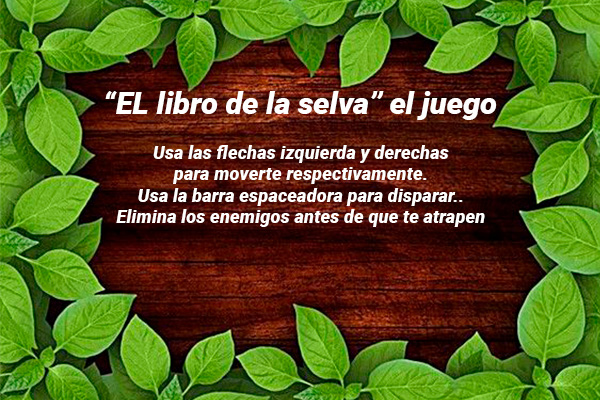 “EL libro de la selva” el juego
Usa las flechas izquierda y derechas
para moverte respectivamente.
Usa la barra espaceadora para disparar..
Elimina los enemigos antes de que te atrapen